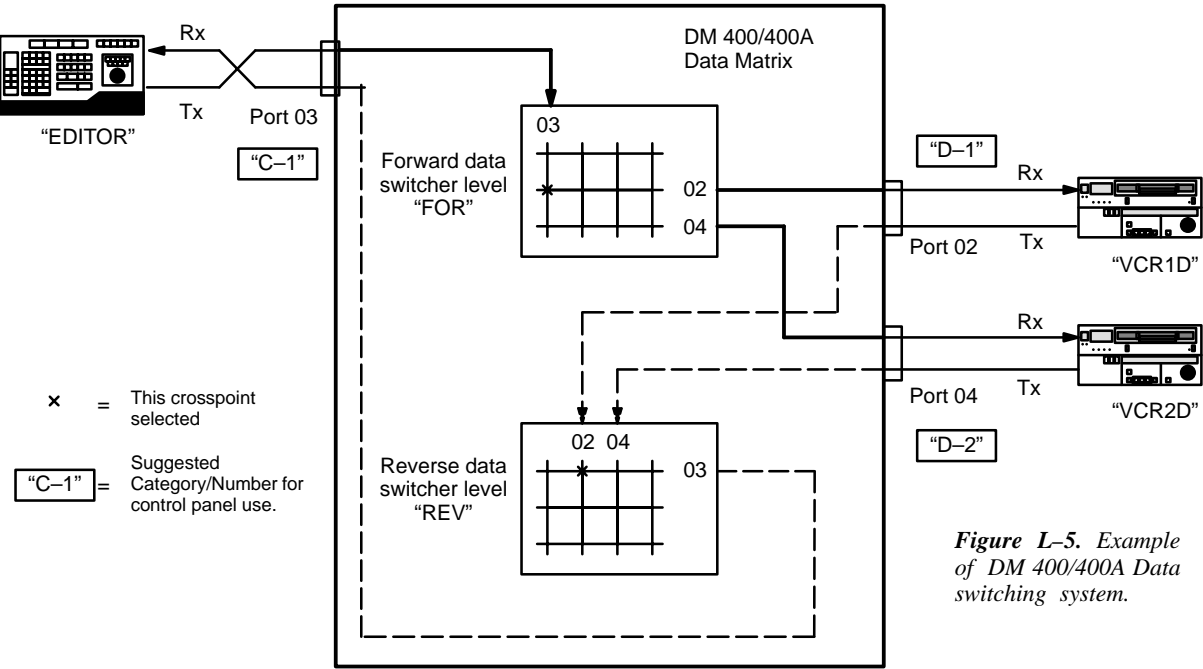 DM 400/400A
Data Matrix
Rx
Tx
Port 03
“EDITOR”
“C–1”
03
Forward data
switcher level
“FOR”
02
04
“D–1”
Rx
Port 02
Tx
“VCR1D”
Rx
Port 04
Tx
“VCR2D”
“D–2”
× = This crosspoint
selected
“C–1” = Suggested
Category/Number for
control panel use.
02 04
Reverse data
switcher level
“REV”
03
Figure L–5. Example
of DM 400/400A Data
switching system.